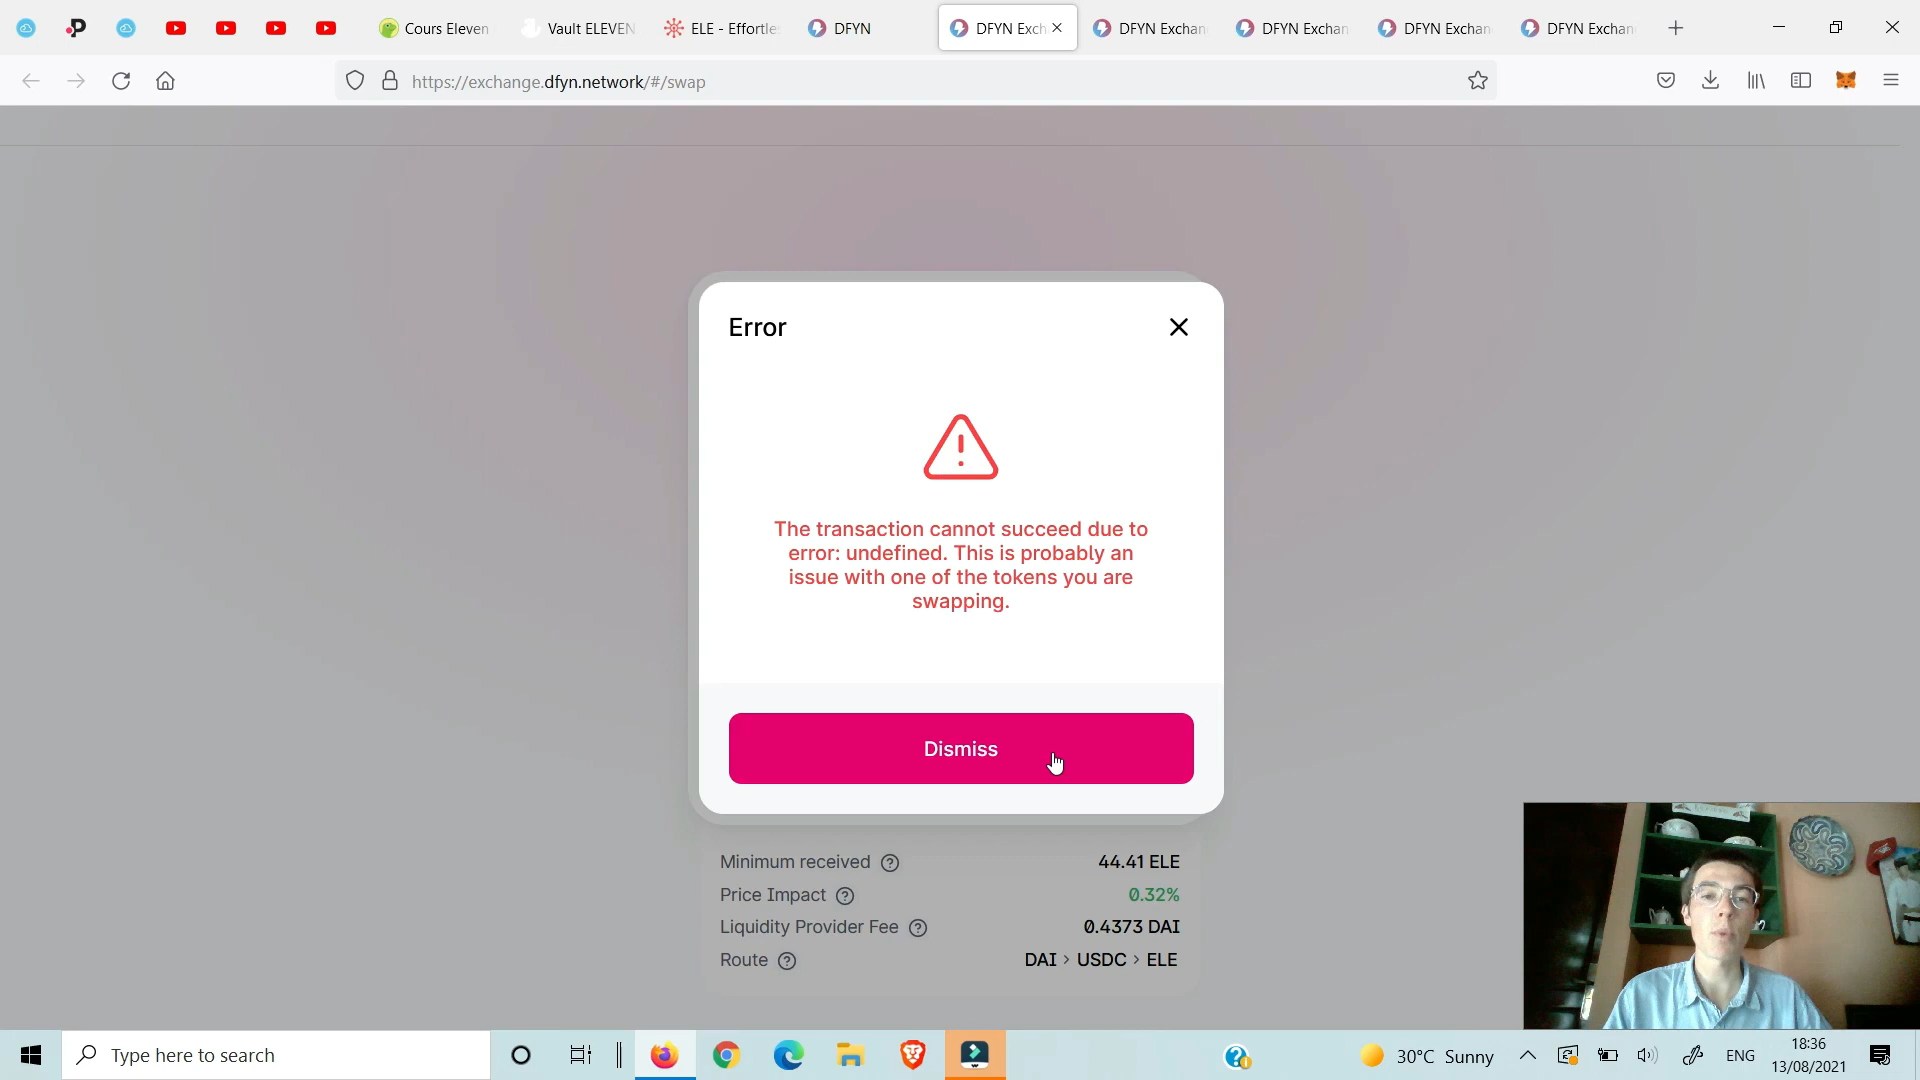 Cours Eleven
Vault ELEVEN
ELE - Effortle
DFYN
DFYN Exch
DFYN Exchan
DFYN Exchan
DFYN Exchan
DFYN Exchan
https://exchange.dfyn.network/#/swap
Error
The transaction cannot succeed due to
error: undefined. This is probably an
issue with one of the tokens you are
swapping.
Dismiss
Minimum received
44.41 ELE
Price Impact
0.32%
Liquidity Provider Fee
0.4373 DAI
Route
DAI > USDC > ELE
Type here to search
30°C Sunny
ENG
18:36
13/08/2021